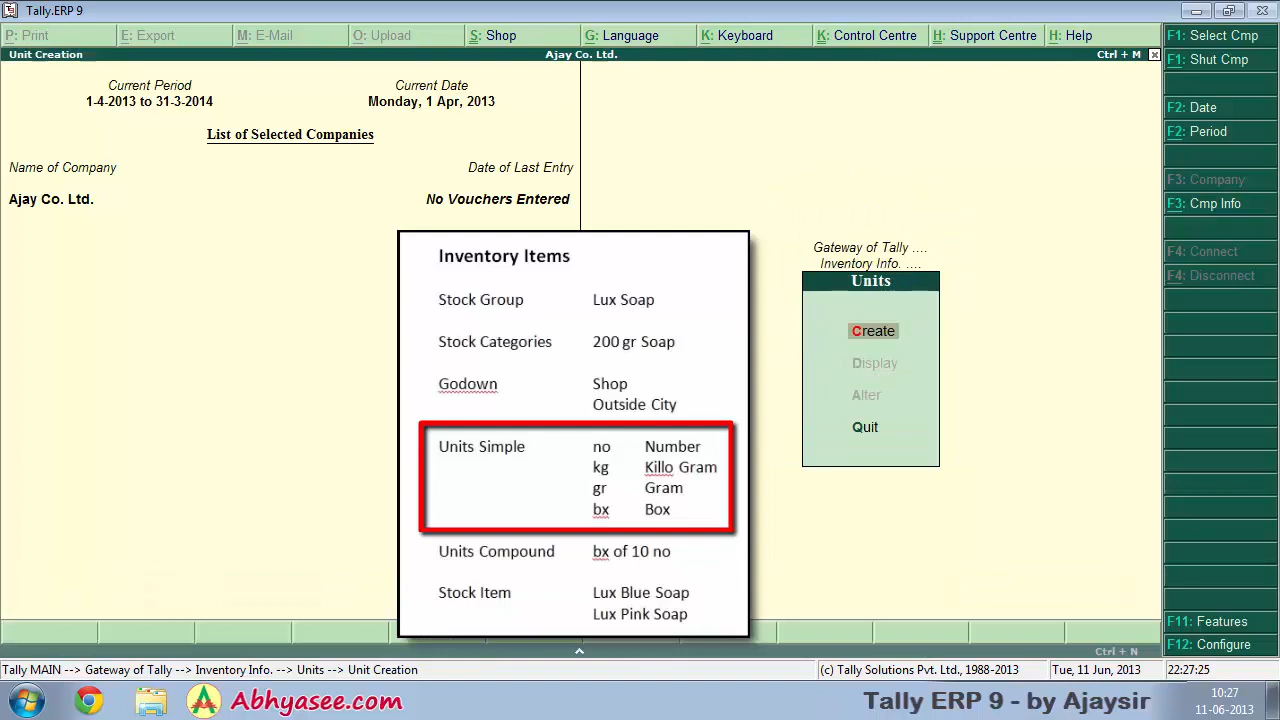 Tally.ERP 9
P: Print E: Export M: E-Mail O: Upload S: Shop G: Language K: Keyboard K: Control Centre H: Support Centre H: Help
Unit Creation Ajay Co. Ltd. Ctrl + M
Current Period Current Date
1-4-2013 to 31-3-2014 Monday, 1 Apr, 2013
List of Selected Companies
Name of Company Date of Last Entry
Ajay Co. Ltd. No Vouchers Entered
Inventory Items
Stock Group Lux Soap
Stock Categories 200 gr Soap
Godown Shop
Outside City
Units Simple no Number
kg Killo Gram
gr Gram
bx Box
Units Compound bx of 10 no
Stock Item Lux Blue Soap
Lux Pink Soap
Gateway of Tally ....
Inventory Info. ....
Units
Create
Display
Alter
Quit
F1: Select Cmp
F1: Shut Cmp
F2: Date
F2: Period
F3: Company
F3: Cmp Info
F4: Connect
F4: Disconnect
F11: Features
F12: Configure
Ctrl + N
Tally MAIN --> Gateway of Tally --> Inventory Info. --> Units --> Unit Creation (c) Tally Solutions Pvt. Ltd., 1988-2013 Tue, 11 Jun, 2013 22:27:25
Abhyasee.com Tally ERP 9 - by Ajaysir 10:27
11-06-2013